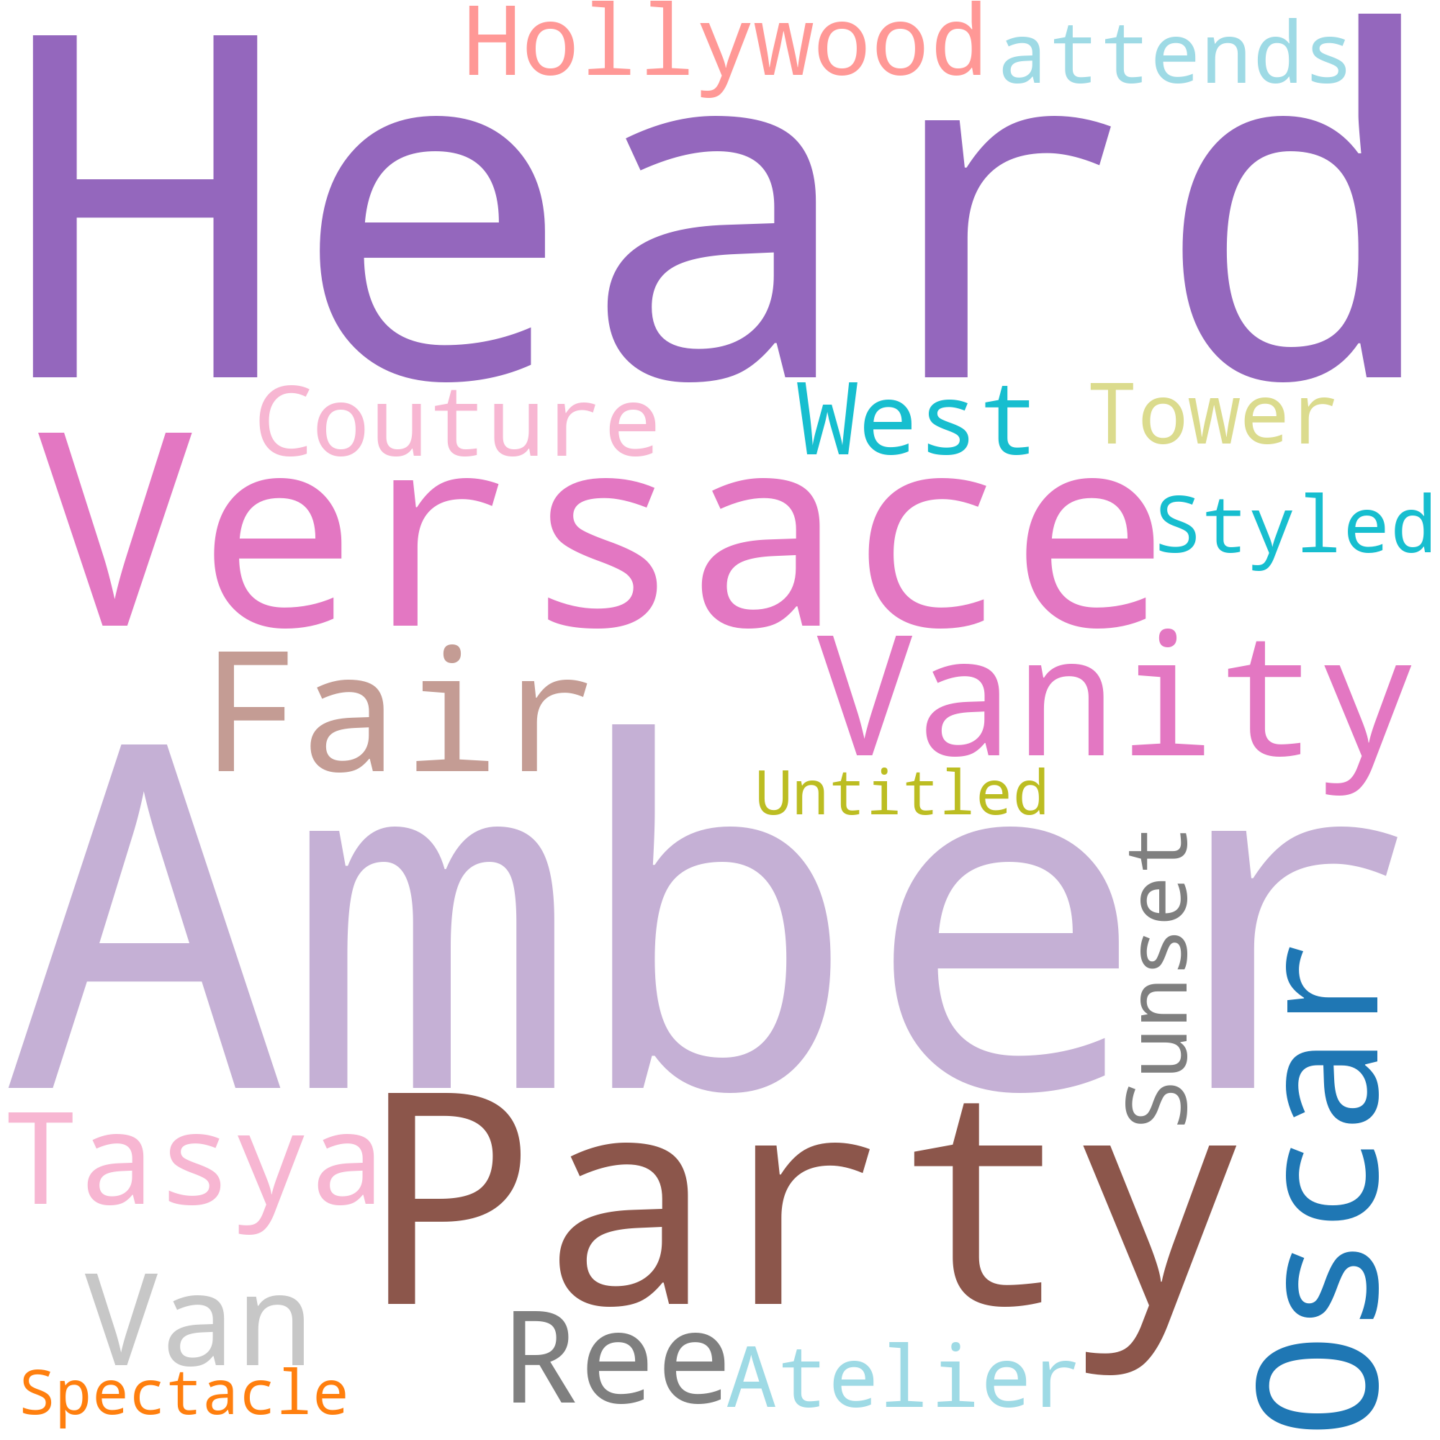 Hollywood attends
Heard
Couture West Tower
Versace Styled
Fair Vanity
Untitled
Amber
Sunset
Oscar
Tasya Party
Van Ree Atelier
Spectacle